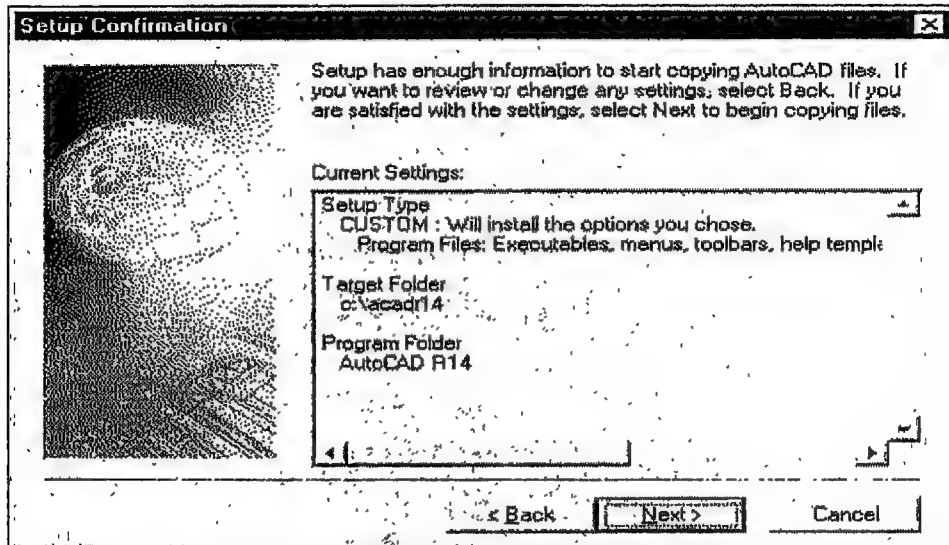 Setup Confirmation
Setup has enough information to start copying AutoCAD files. If
you want to review or change any settings, select Back. If you
are satisfied with the settings, select Next to begin copying files.
Current Settings:
Setup Type
CUSTOM : Will install the options you chose.
Program Files: Executables, menus, toolbars, help templa
Target Folder
c:\acadr14
Program Folder
AutoCAD R14
< Back
Next >
Cancel